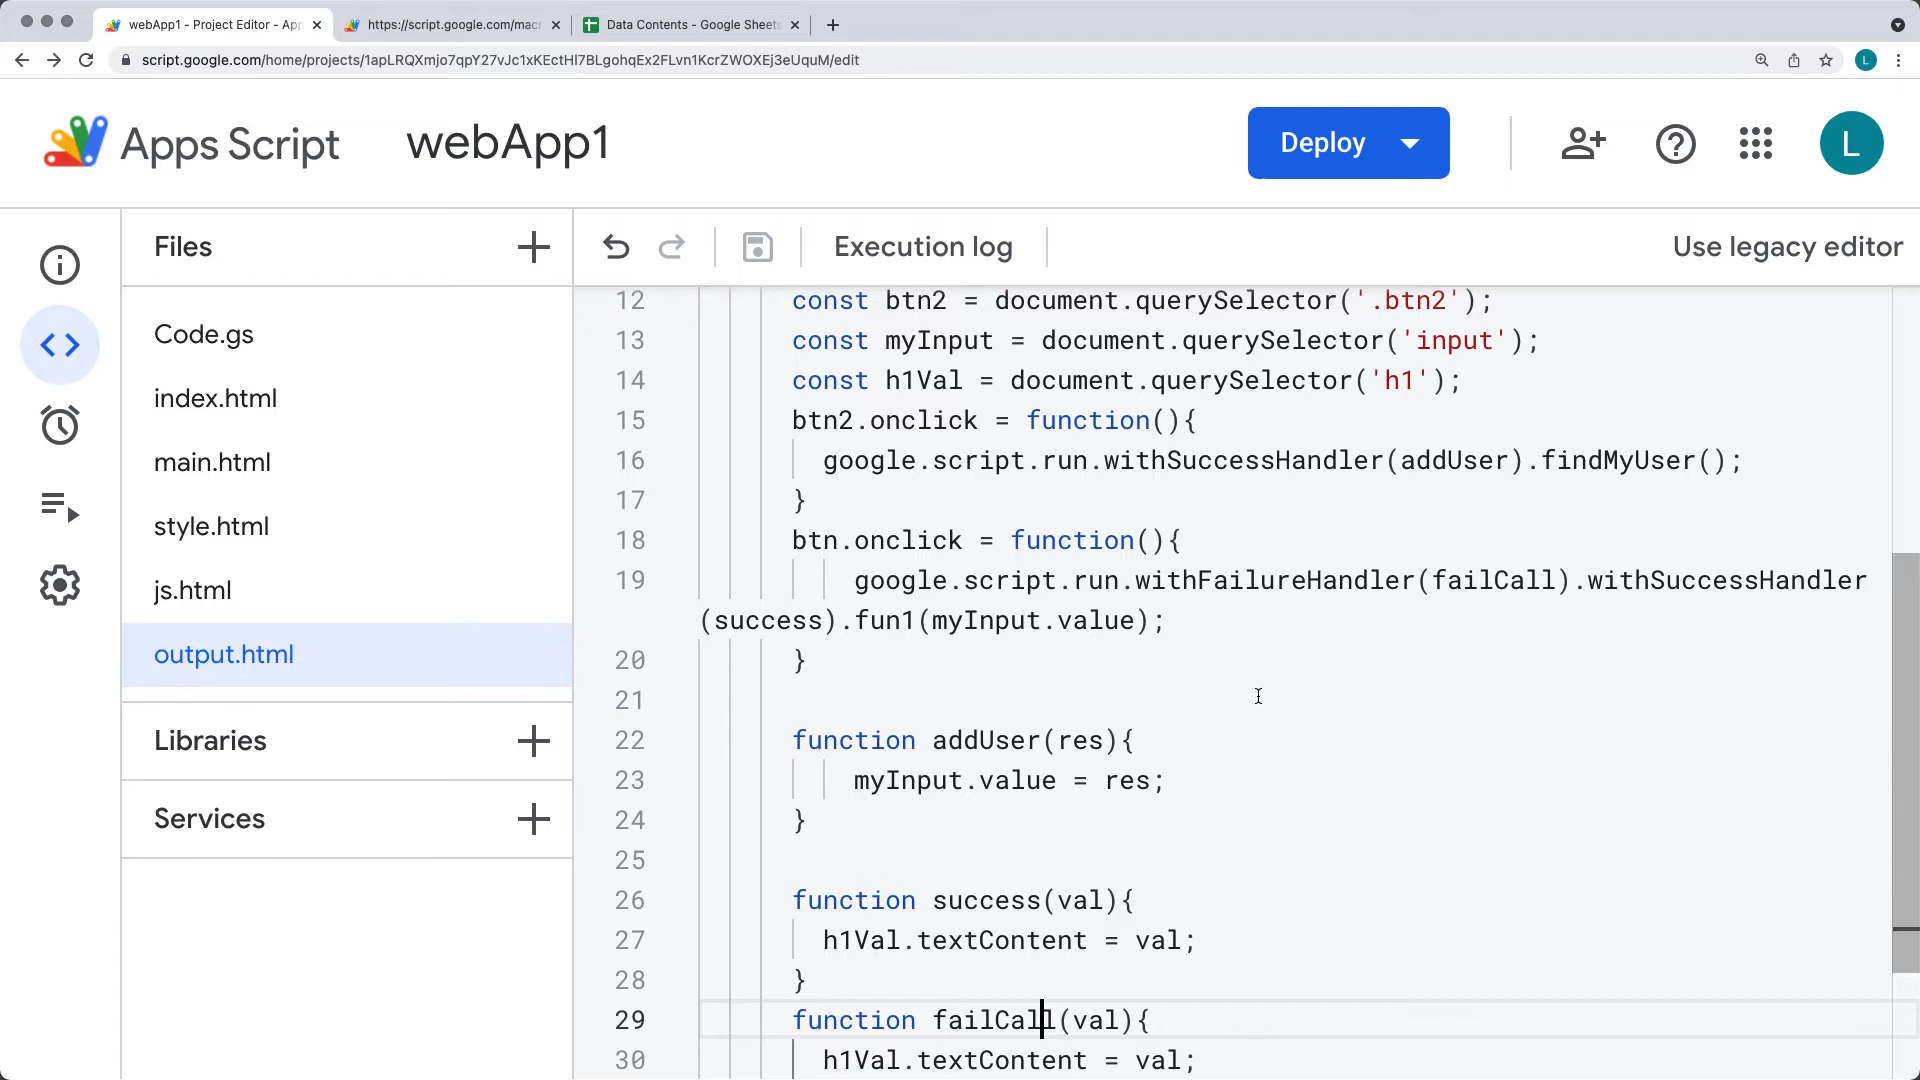 webApp1 - Project Editor - App
https://script.google.com/macr
Data Contents - Google Sheets
script.google.com/home/projects/1apLRQXmjo7qpY27vJc1xKEctHl7BLgohqEx2FLvn1KcrZWOXEj3eUquM/edit
L
Apps Script
webApp1
Deploy
L
Files
Execution log
Use legacy editor
Code.gs
index.html
main.html
style.html
js.html
output.html
Libraries
Services
12 const btn2 = document.querySelector('.btn2');
13 const myInput = document.querySelector('input');
14 const h1Val = document.querySelector('h1');
15 btn2.onclick = function(){
16 google.script.run.withSuccessHandler(addUser).findMyUser();
17 }
18 btn.onclick = function(){
19 google.script.run.withFailureHandler(failCall).withSuccessHandler
(success).fun1(myInput.value);
20 }
21
22 function addUser(res){
23 myInput.value = res;
24 }
25
26 function success(val){
27 h1Val.textContent = val;
28 }
29 function failCall(val){
30 h1Val.textContent = val;